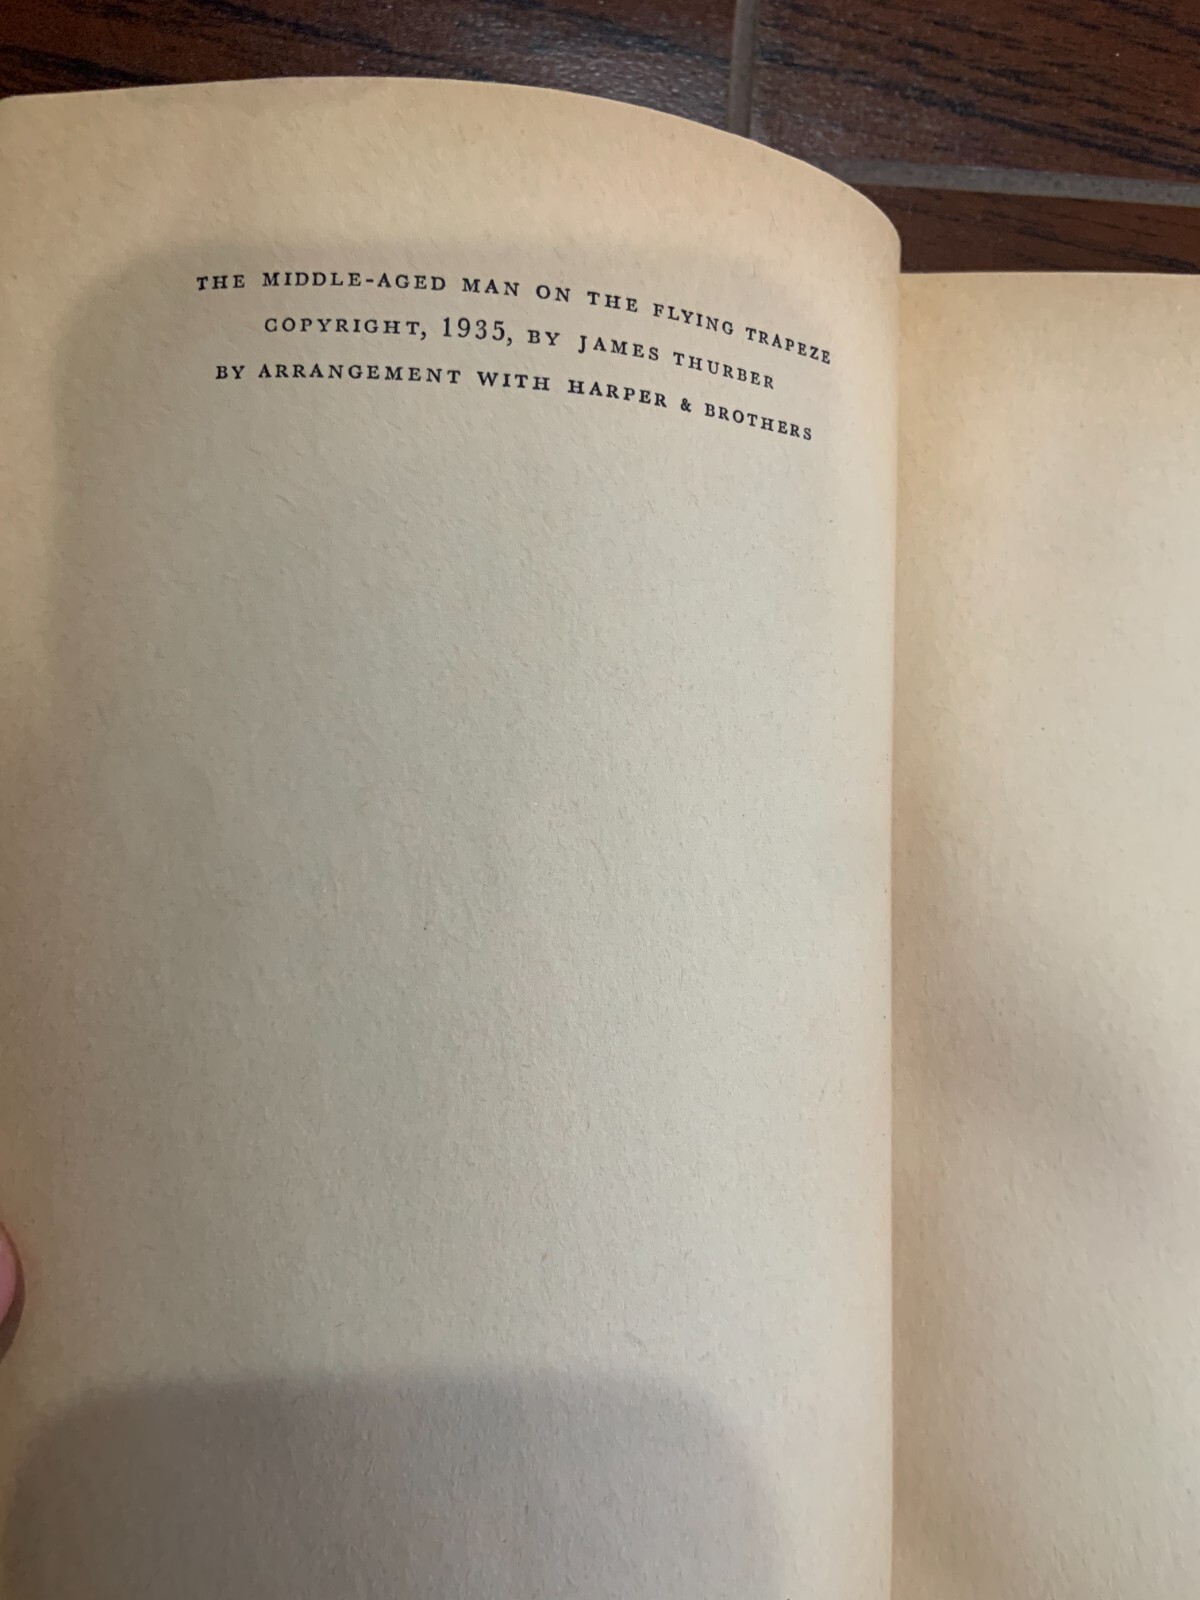 THE MIDDLE-AGED MAN ON THE FLYING TRAPEZE
COPYRIGHT, 1935, BY JAMES THURBER
BY ARRANGEMENT WITH HARPER & BROTHERS